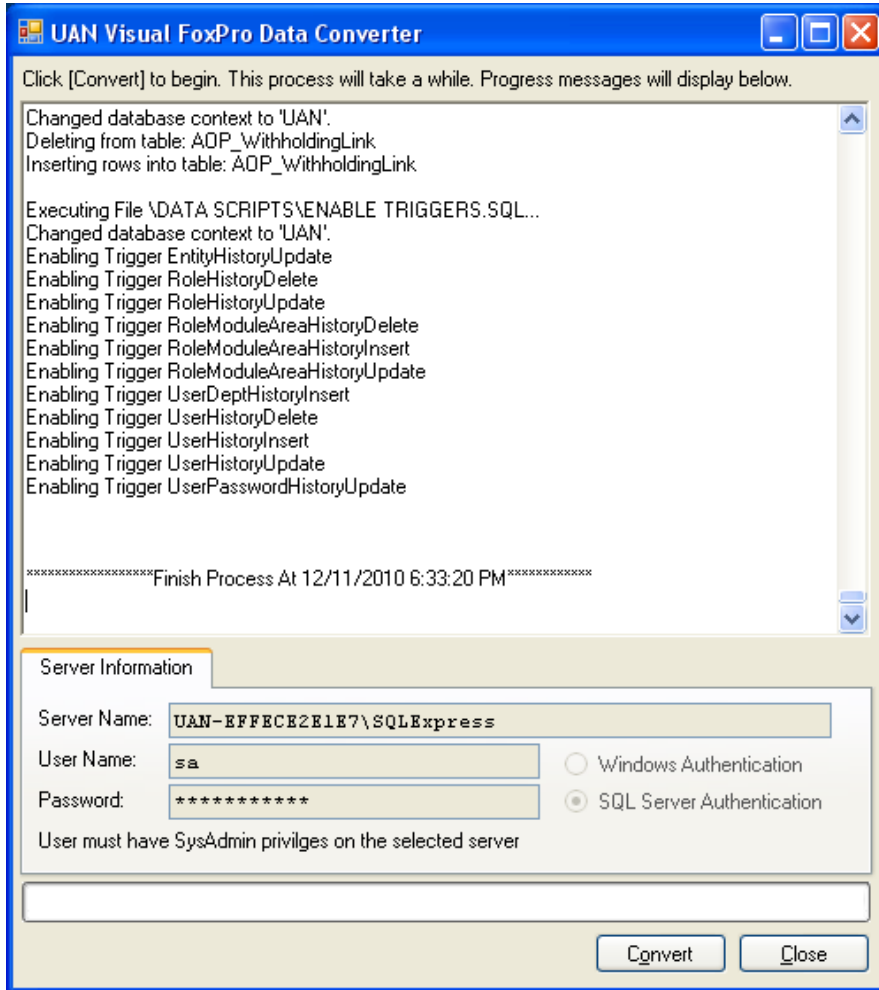 UAN Visual FoxPro Data Converter
Click [Convert] to begin. This process will take a while. Progress messages will display below.
Changed database context to 'UAN'.
Deleting from table: AOP_WithholdingLink
Inserting rows into table: AOP_WithholdingLink
Executing File \DATA SCRIPTS\ENABLE TRIGGERS.SQL...
Changed database context to 'UAN'.
Enabling Trigger EntityHistoryUpdate
Enabling Trigger RoleHistoryDelete
Enabling Trigger RoleHistoryUpdate
Enabling Trigger RoleModuleAreaHistoryDelete
Enabling Trigger RoleModuleAreaHistoryInsert
Enabling Trigger RoleModuleAreaHistoryUpdate
Enabling Trigger UserDeptHistoryInsert
Enabling Trigger UserHistoryDelete
Enabling Trigger UserHistoryInsert
Enabling Trigger UserHistoryUpdate
Enabling Trigger UserPasswordHistoryUpdate
******************Finish Process At 12/11/2010 6:33:20 PM************
Server Information
Server Name: UAN-EFFECE2E1E7\SQLExpress
User Name: sa Windows Authentication
Password: *********** SQL Server Authentication
User must have SysAdmin privilges on the selected server
Convert Close